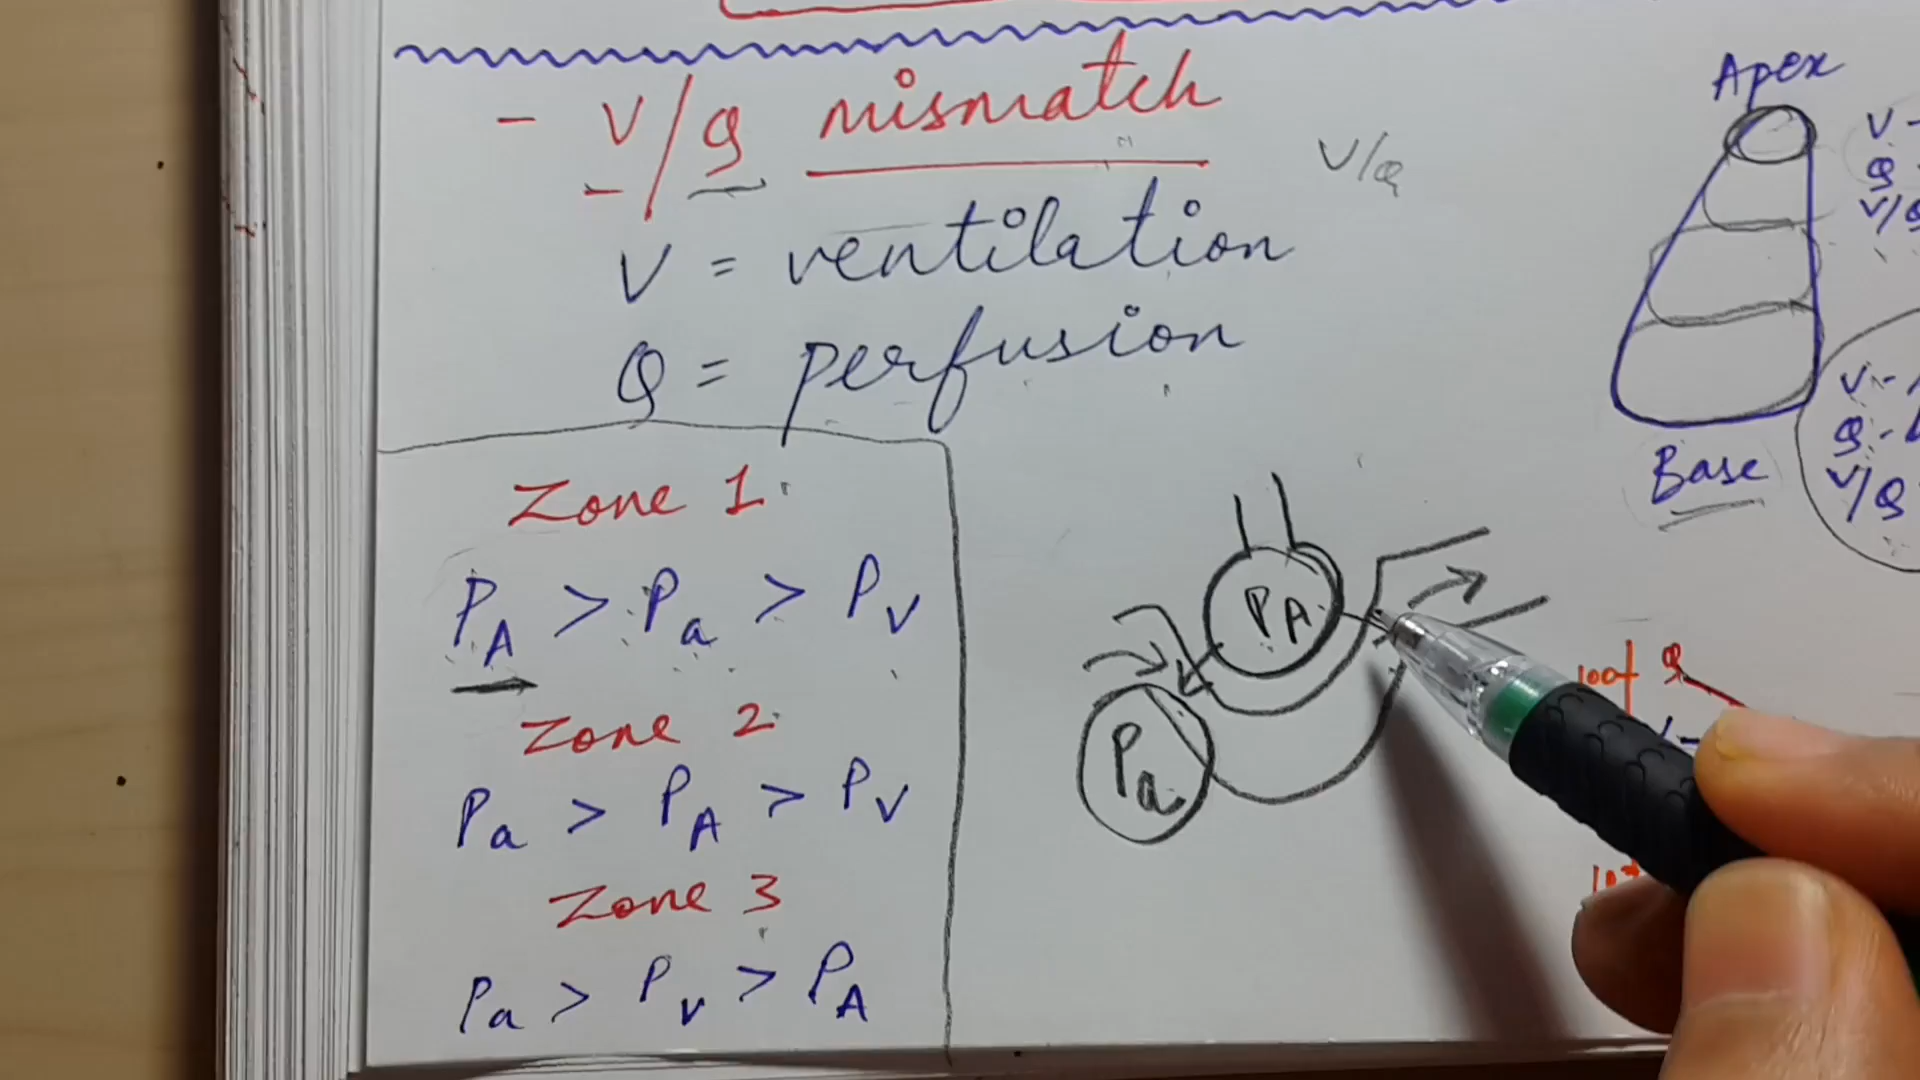 - V/Q mismatch
V/Q
V = ventilation
Q = perfusion
Zone 1
PA > Pa > PV
Zone 2
Pa > PA > PV
Zone 3
Pa > PV > PA
PA
Pa
Apex
V -
Q -
V/Q
Base
V -
Q -
V/Q
100
Q